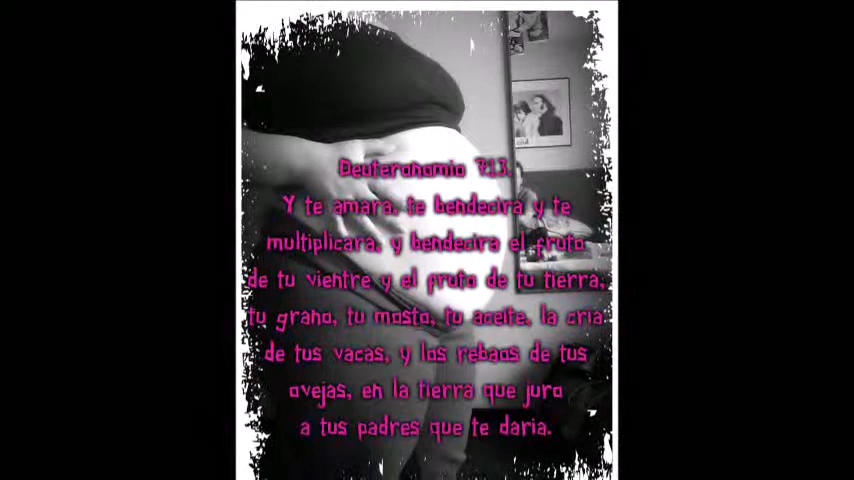 Deuteronomio 7:13.
Y te amara, te bendecira y te
multiplicara, y bendecira el fruto
de tu vientre y el fruto de tu tierra,
tu grano, tu mosto, tu aceite, la cria
de tus vacas, y los rebaos de tus
ovejas, en la tierra que juro
a tus padres que te daria.